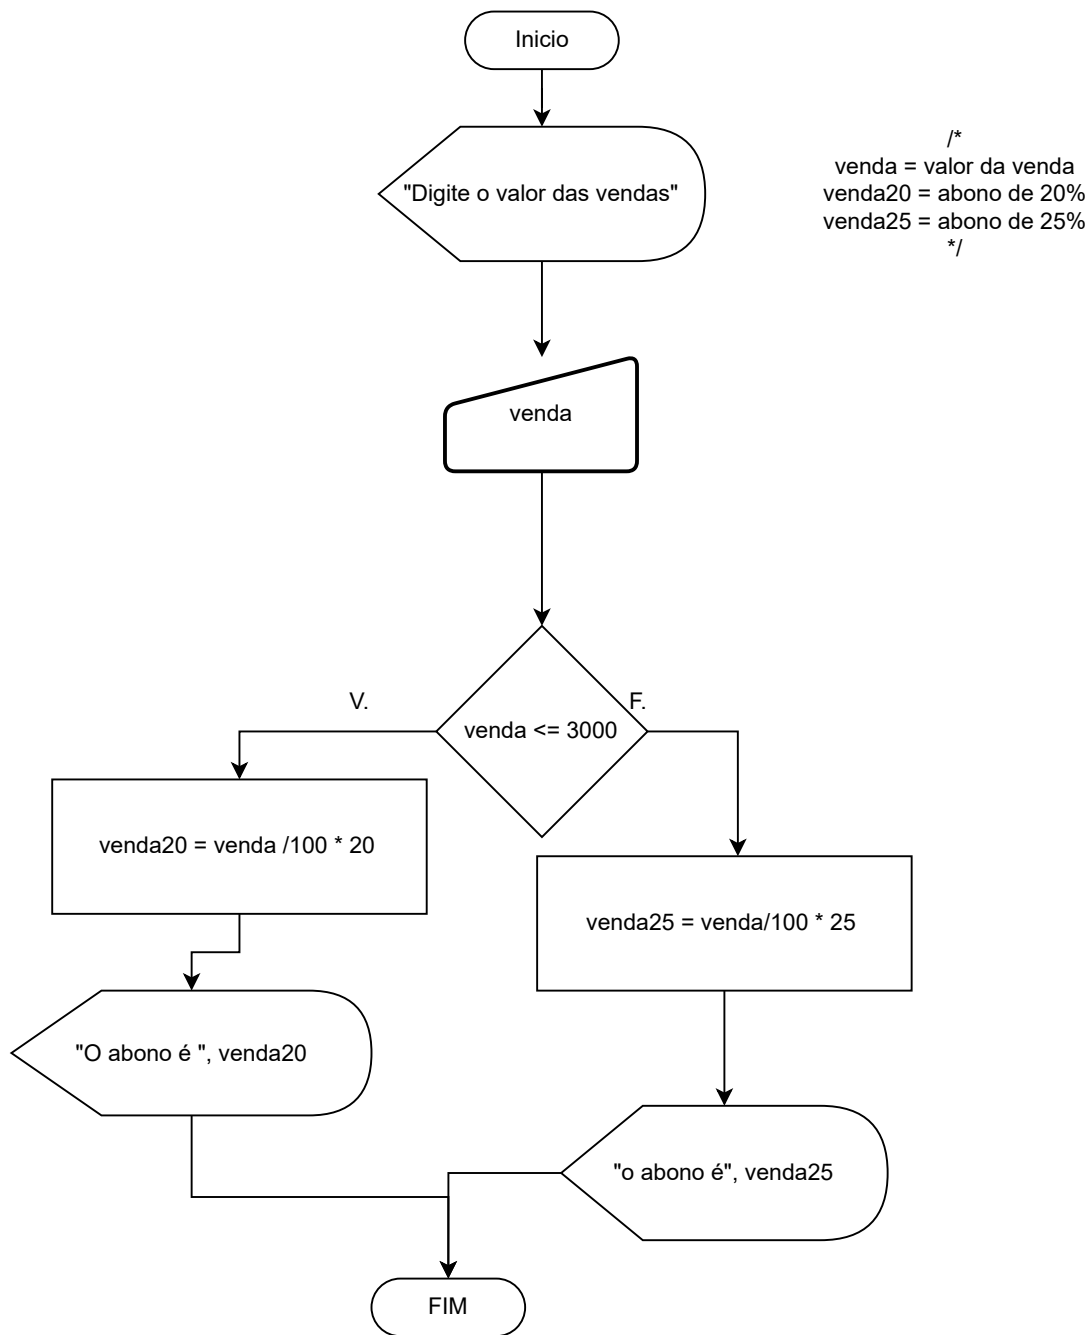 Inicio
"Digite o valor das vendas"
/*
venda = valor da venda
venda20 = abono de 20%
venda25 = abono de 25%
*/
venda
V.
F.
venda <= 3000
venda20 = venda /100 * 20
venda25 = venda/100 * 25
"O abono é ", venda20
"o abono é", venda25
FIM